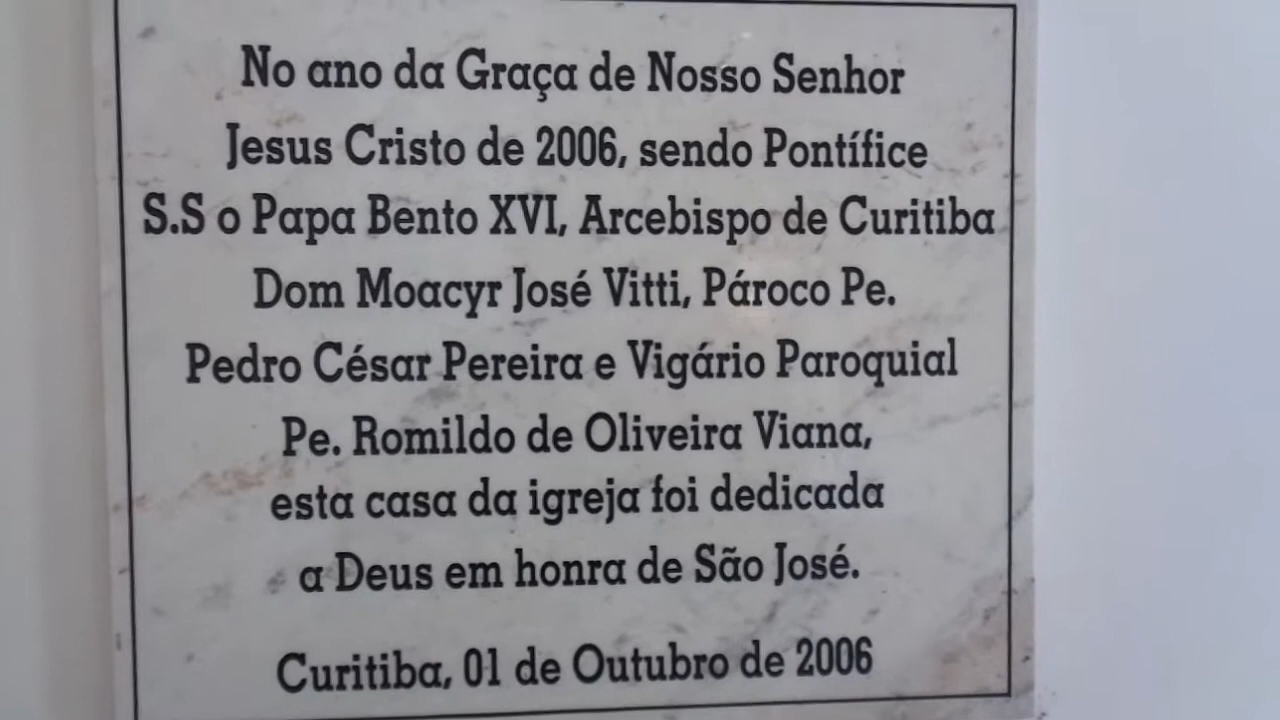 No ano da Graça de Nosso Senhor
Jesus Cristo de 2006, sendo Pontífice
S.S o Papa Bento XVI, Arcebispo de Curitiba
Dom Moacyr José Vitti, Pároco Pe.
Pedro César Pereira e Vigário Paroquial
Pe. Romildo de Oliveira Viana,
esta casa da igreja foi dedicada
a Deus em honra de São José.
Curitiba, 01 de Outubro de 2006